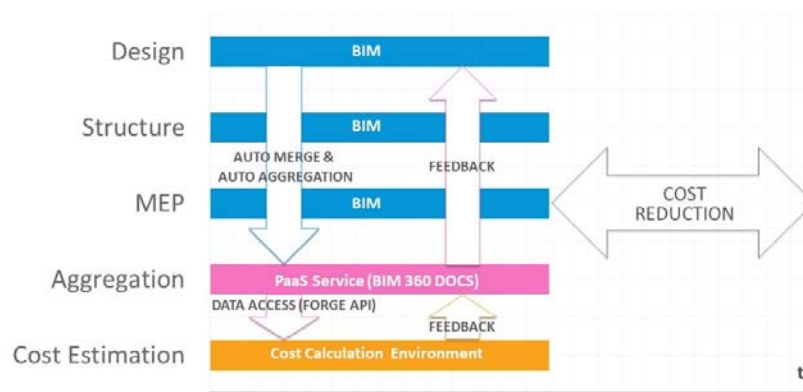 Design
BIM
Structure
BIM
AUTO MERGE &
AUTO AGGREGATION
FEEDBACK
MEP
BIM
COST
REDUCTION
Aggregation
PaaS Service (BIM 360 DOCS)
DATA ACCESS (FORGE API)
FEEDBACK
Cost Estimation
Cost Calculation Environment
t